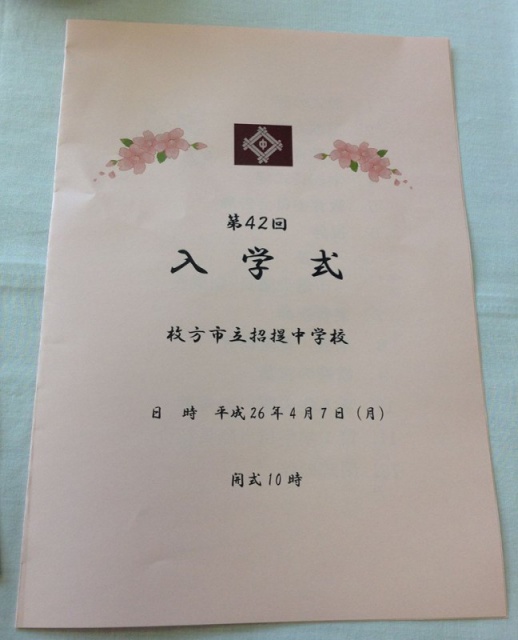 中
第42回
入学式
枚方市立招提中学校
日 時 平成26年4月7日（月）
開式10時